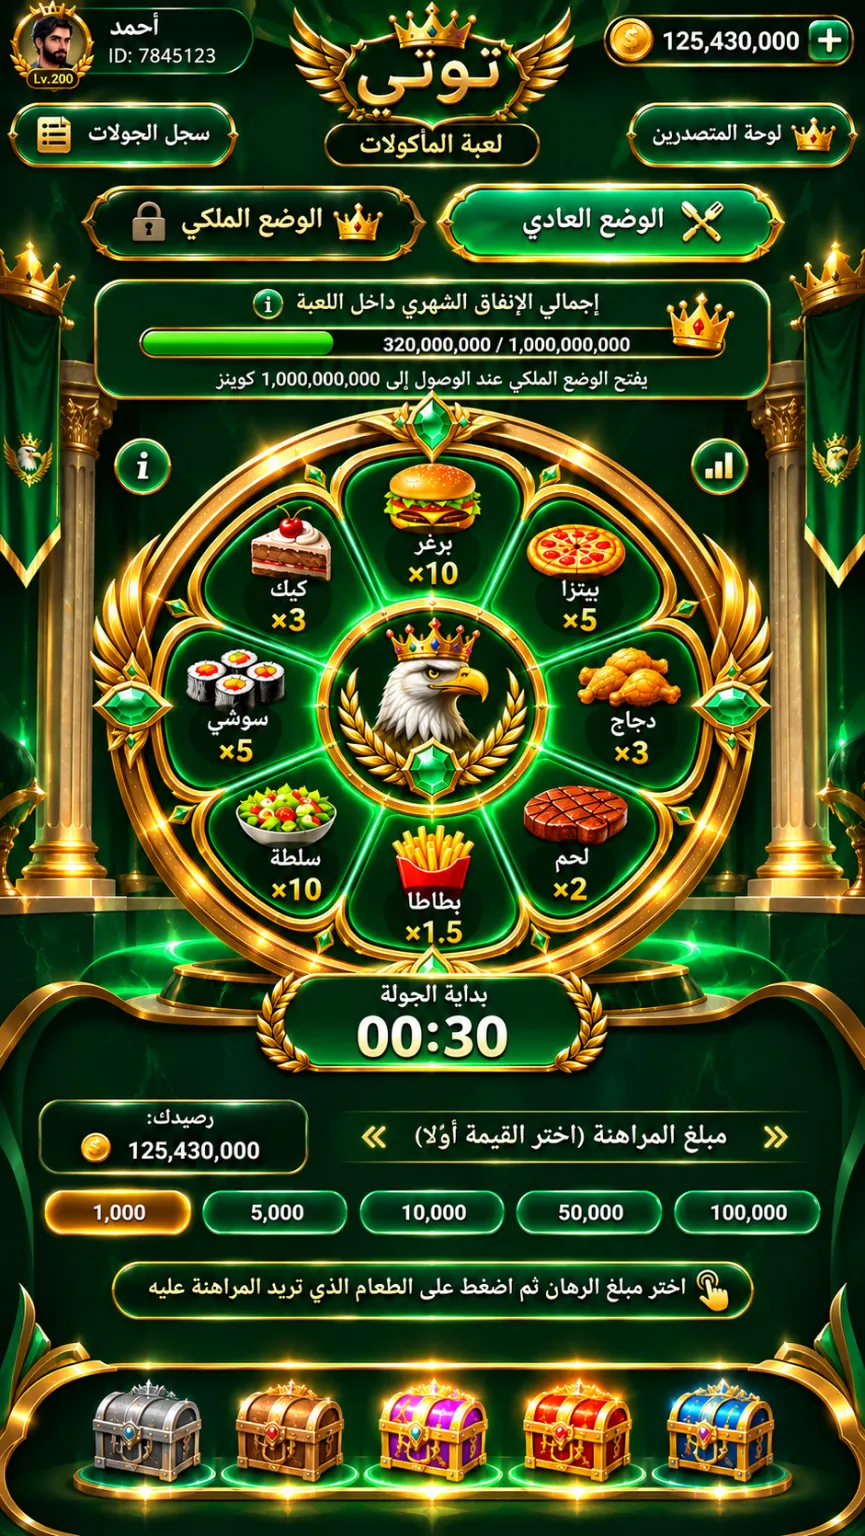 أحمد
ID: 7845123
Lv.200
توتي
لعبة المأكولات
125,430,000
+
سجل الجولات
لوحة المتصدرين
الوضع العادي
الوضع الملكي
إجمالي الإنفاق الشهري داخل اللعبة
i
320,000,000 / 1,000,000,000
يفتح الوضع الملكي عند الوصول إلى 1,000,000,000 كوينز
i
برغر
×10
بيتزا
×5
دجاج
×3
لحم
×2
بطاطا
×1.5
سلطة
×10
سوشي
×5
كيك
×3
بداية الجولة
00:30
رصيدك:
125,430,000
مبلغ المراهنة (اختر القيمة أوًلا)
1,000
5,000
10,000
50,000
100,000
اختر مبلغ الرهان ثم اضغط على الطعام الذي تريد المراهنة عليه